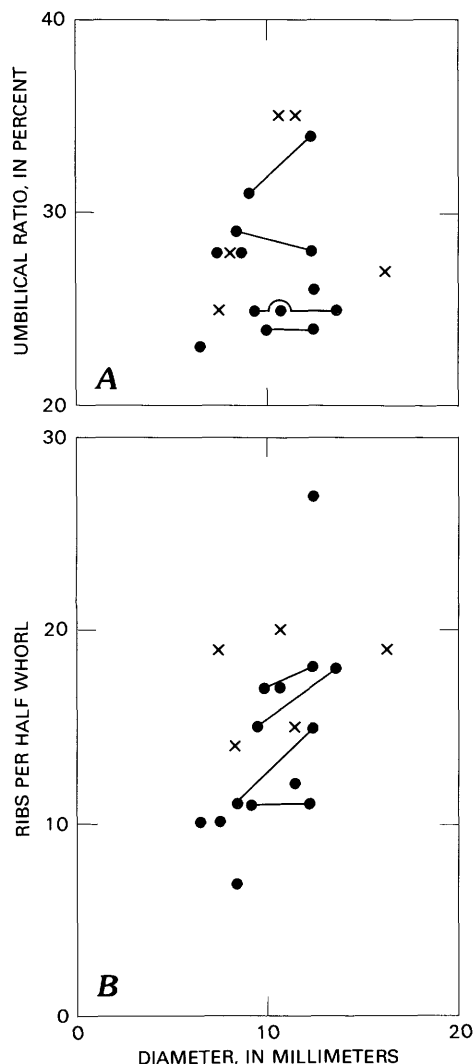 40
30
20
UMBILICAL RATIO, IN PERCENT
A
30
20
10
0
RIBS PER HALF WHORL
B
0
10
20
DIAMETER, IN MILLIMETERS